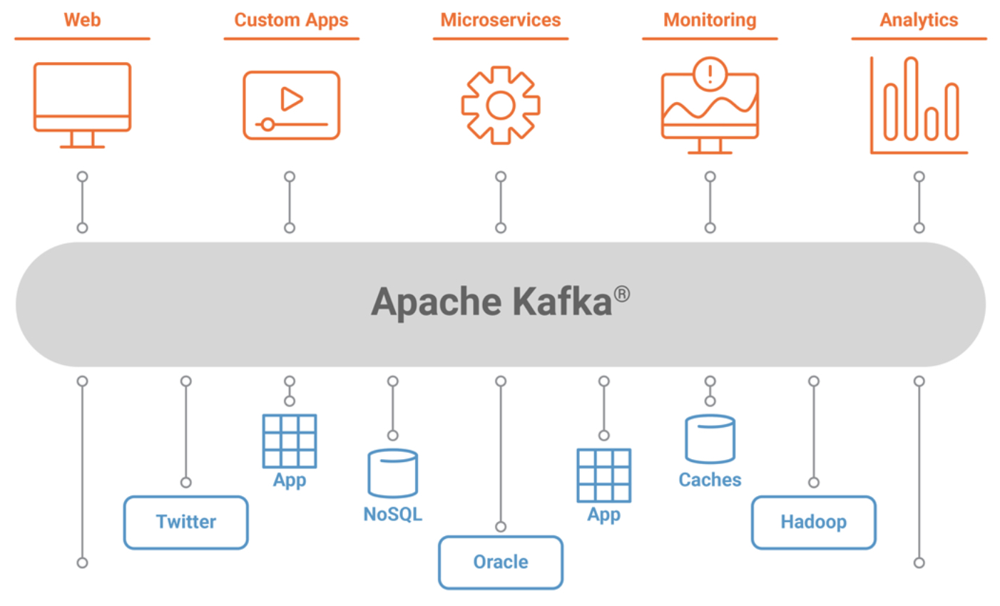 Web
Custom Apps
Microservices
Monitoring
Analytics
Apache Kafka®
App
Caches
NoSQL
App
Twitter
Hadoop
Oracle